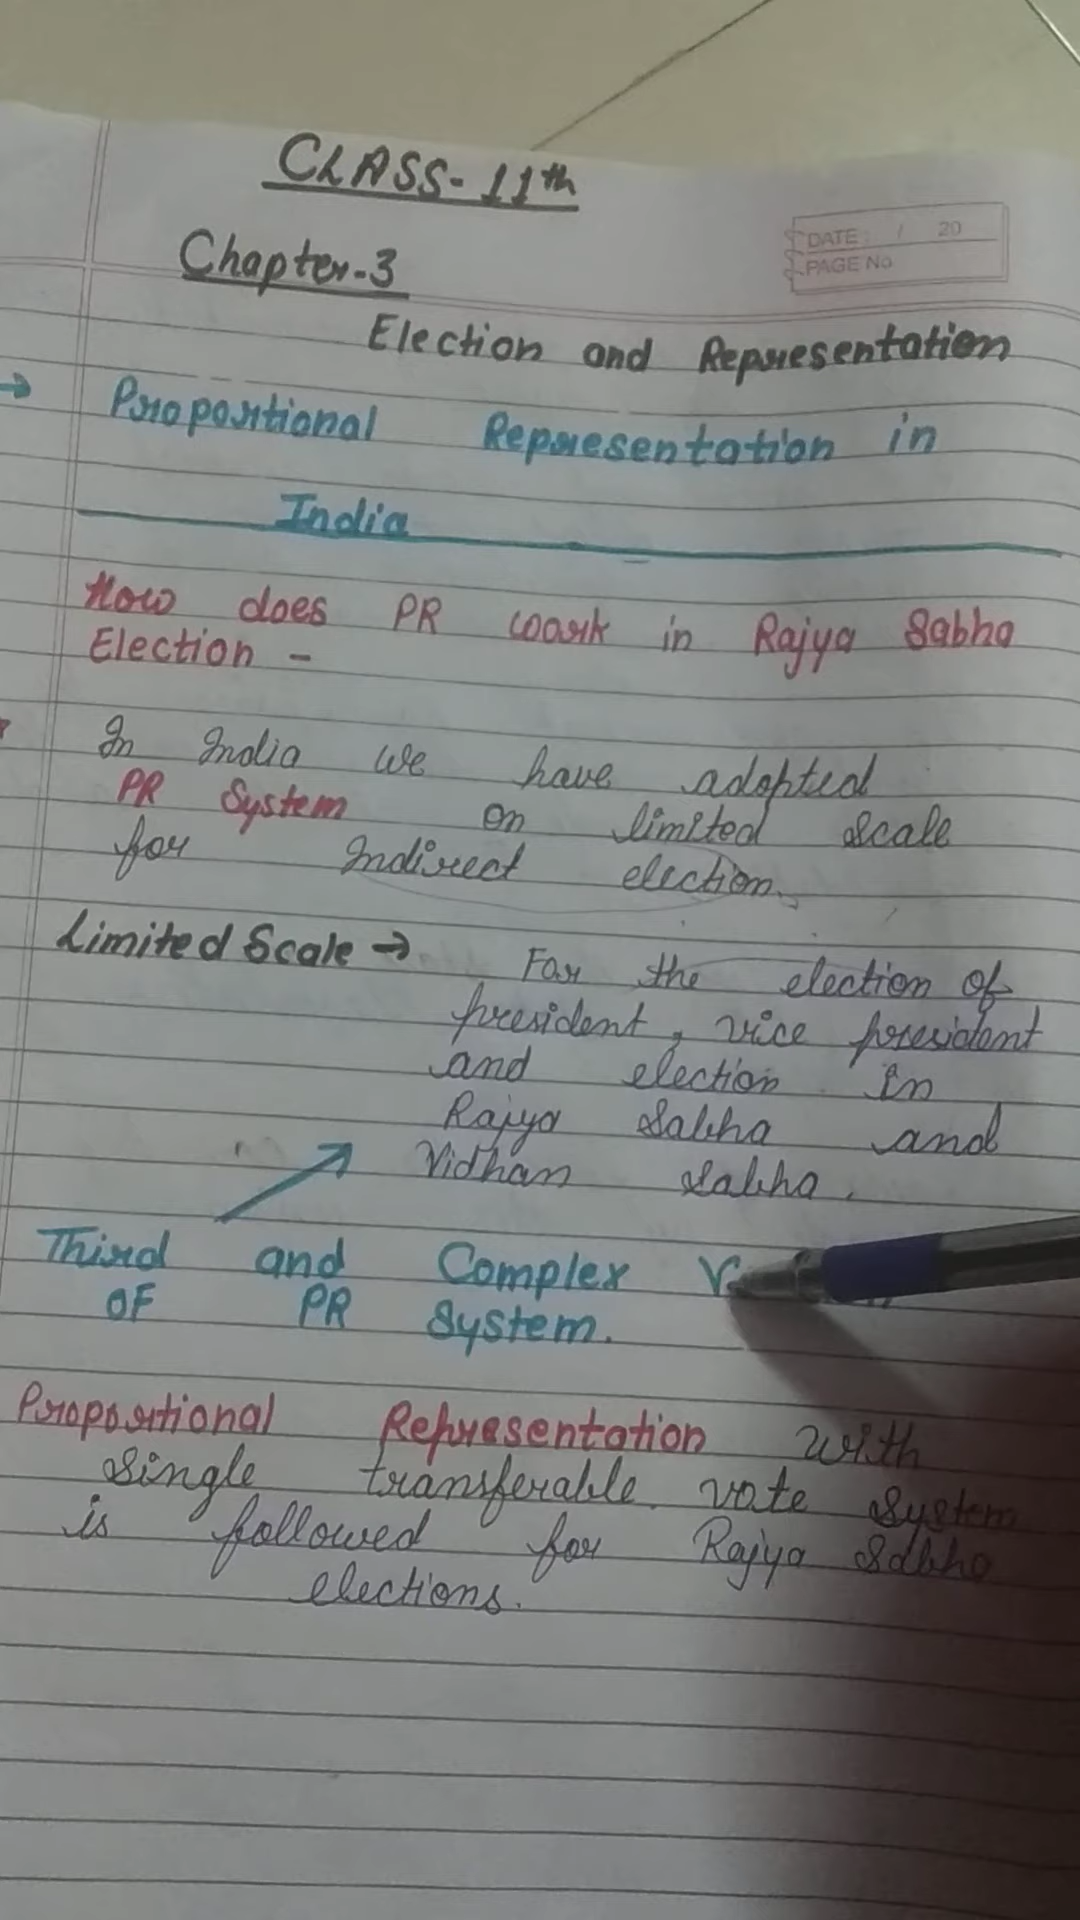 CLASS-11th
DATE: / 20
PAGE No
Chapter-3
Election and Representation
→ Proportional Representation in
India
How does PR work in Rajya Sabha
Election -
In India we have adopted
PR System on limited scale
for Indirect election.
Limited Scale → For the election of
president, vice president
and election in
Rajya Sabha and
Vidhan Sabha.
Third and Complex
OF PR System.
Proportional Representation with
single transferable vote system
is followed for Rajya Sabha
elections.